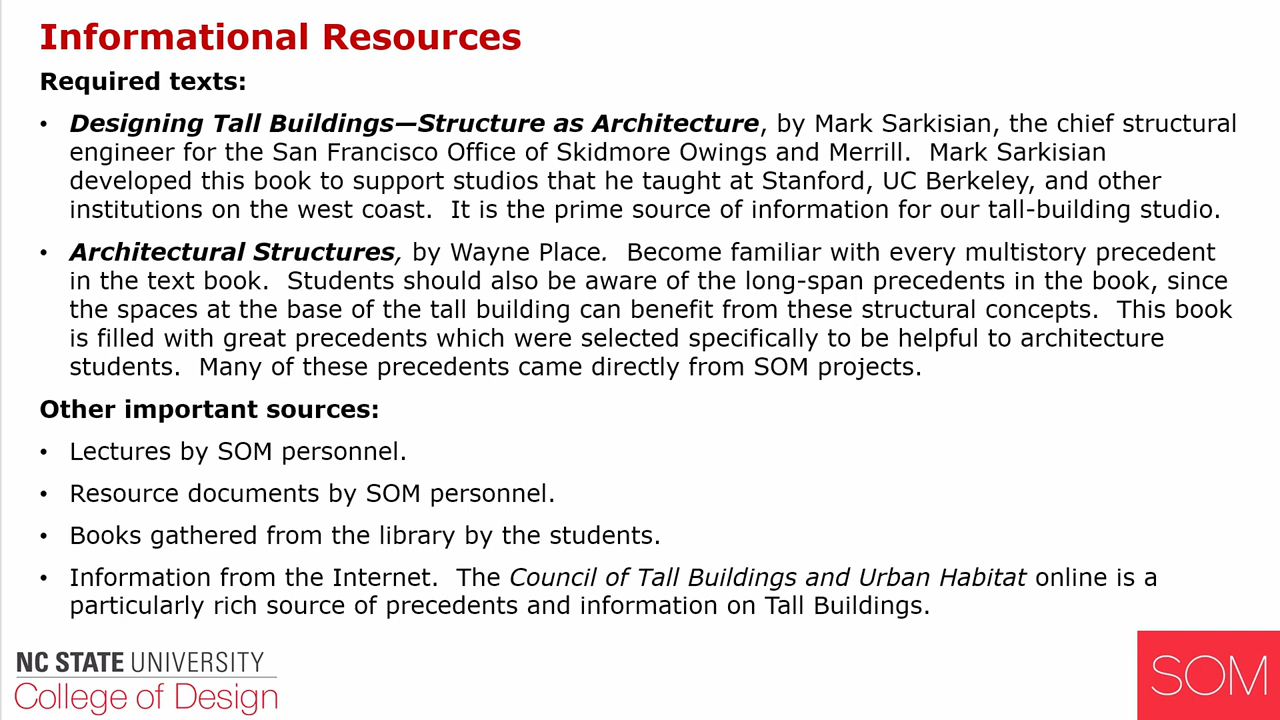 Informational Resources
Required texts:
• Designing Tall Buildings—Structure as Architecture, by Mark Sarkisian, the chief structural
engineer for the San Francisco Office of Skidmore Owings and Merrill.  Mark Sarkisian
developed this book to support studios that he taught at Stanford, UC Berkeley, and other
institutions on the west coast.  It is the prime source of information for our tall-building studio.
• Architectural Structures, by Wayne Place.  Become familiar with every multistory precedent
in the text book.  Students should also be aware of the long-span precedents in the book, since
the spaces at the base of the tall building can benefit from these structural concepts.  This book
is filled with great precedents which were selected specifically to be helpful to architecture
students.  Many of these precedents came directly from SOM projects.
Other important sources:
• Lectures by SOM personnel.
• Resource documents by SOM personnel.
• Books gathered from the library by the students.
• Information from the Internet.  The Council of Tall Buildings and Urban Habitat online is a
particularly rich source of precedents and information on Tall Buildings.
NC STATE UNIVERSITY
College of Design
SOM